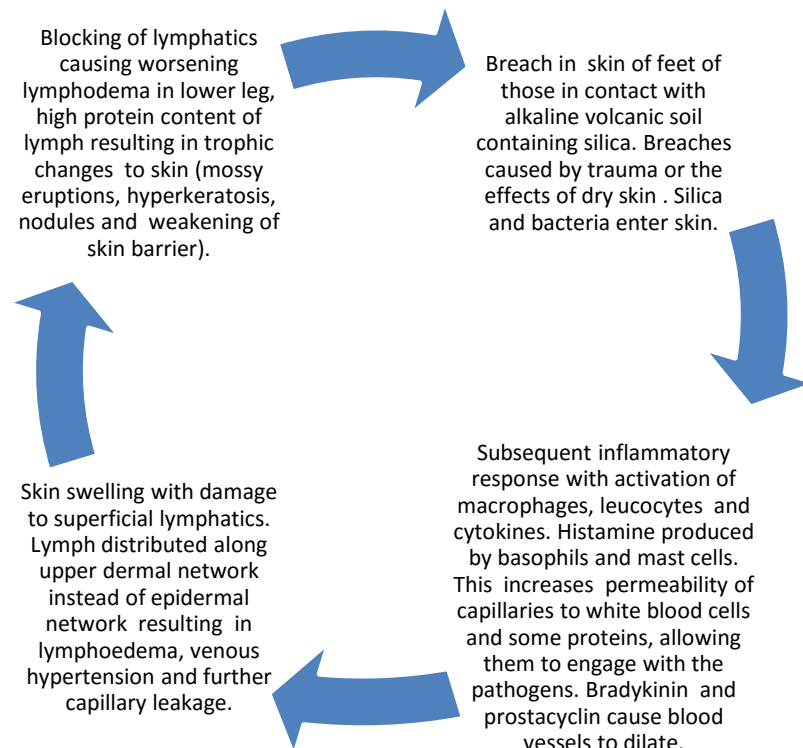 Blocking of lymphatics
causing worsening
lymphodema in lower leg,
high protein content of
lymph resulting in trophic
changes to skin (mossy
eruptions, hyperkeratosis,
nodules and weakening of
skin barrier).
Breach in skin of feet of
those in contact with
alkaline volcanic soil
containing silica. Breaches
caused by trauma or the
effects of dry skin . Silica
and bacteria enter skin.
Subsequent inflammatory
response with activation of
macrophages, leucocytes and
cytokines. Histamine produced
by basophils and mast cells.
This increases permeability of
capillaries to white blood cells
and some proteins, allowing
them to engage with the
pathogens. Bradykinin and
prostacyclin cause blood
vessels to dilate.
Skin swelling with damage
to superficial lymphatics.
Lymph distributed along
upper dermal network
instead of epidermal
network resulting in
lymphoedema, venous
hypertension and further
capillary leakage.